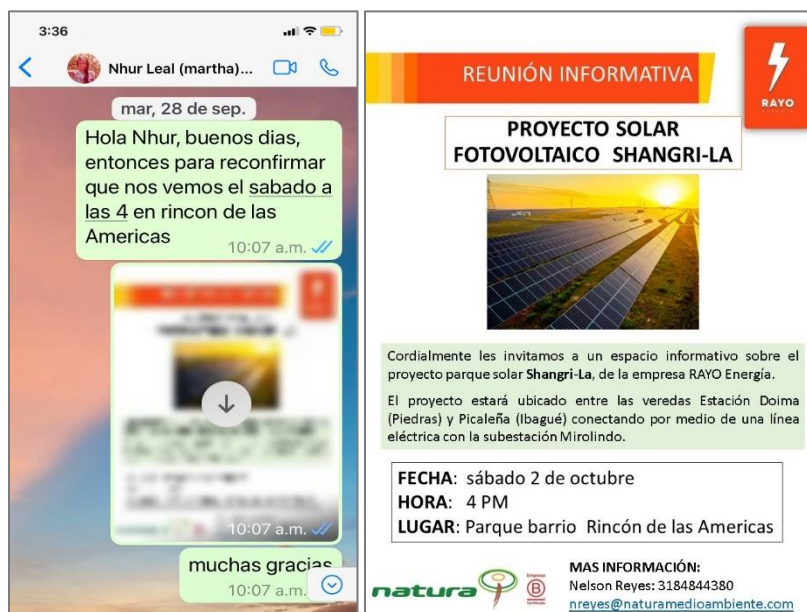 3:36
Nhur Leal (martha)...
mar, 28 de sep.
Hola Nhur, buenos dias,
entonces para reconfirmar
que nos vemos el sabado a
las 4 en rincon de las
Americas
10:07 a.m.
10:07 a.m.
muchas gracias
10:07 a.m.
REUNIÓN INFORMATIVA
RAYO
PROYECTO SOLAR
FOTOVOLTAICO SHANGRI-LA
Cordialmente les invitamos a un espacio informativo sobre el
proyecto parque solar Shangri-La, de la empresa RAYO Energía.
El proyecto estará ubicado entre las veredas Estación Doima
(Piedras) y Picaleña (Ibagué) conectando por medio de una línea
eléctrica con la subestación Mirolindo.
FECHA: sábado 2 de octubre
HORA: 4 PM
LUGAR: Parque barrio Rincón de las Americas
natura
Empresa
B
MAS INFORMACIÓN:
Nelson Reyes: 3184844380
nreyes@naturamedioambiente.com